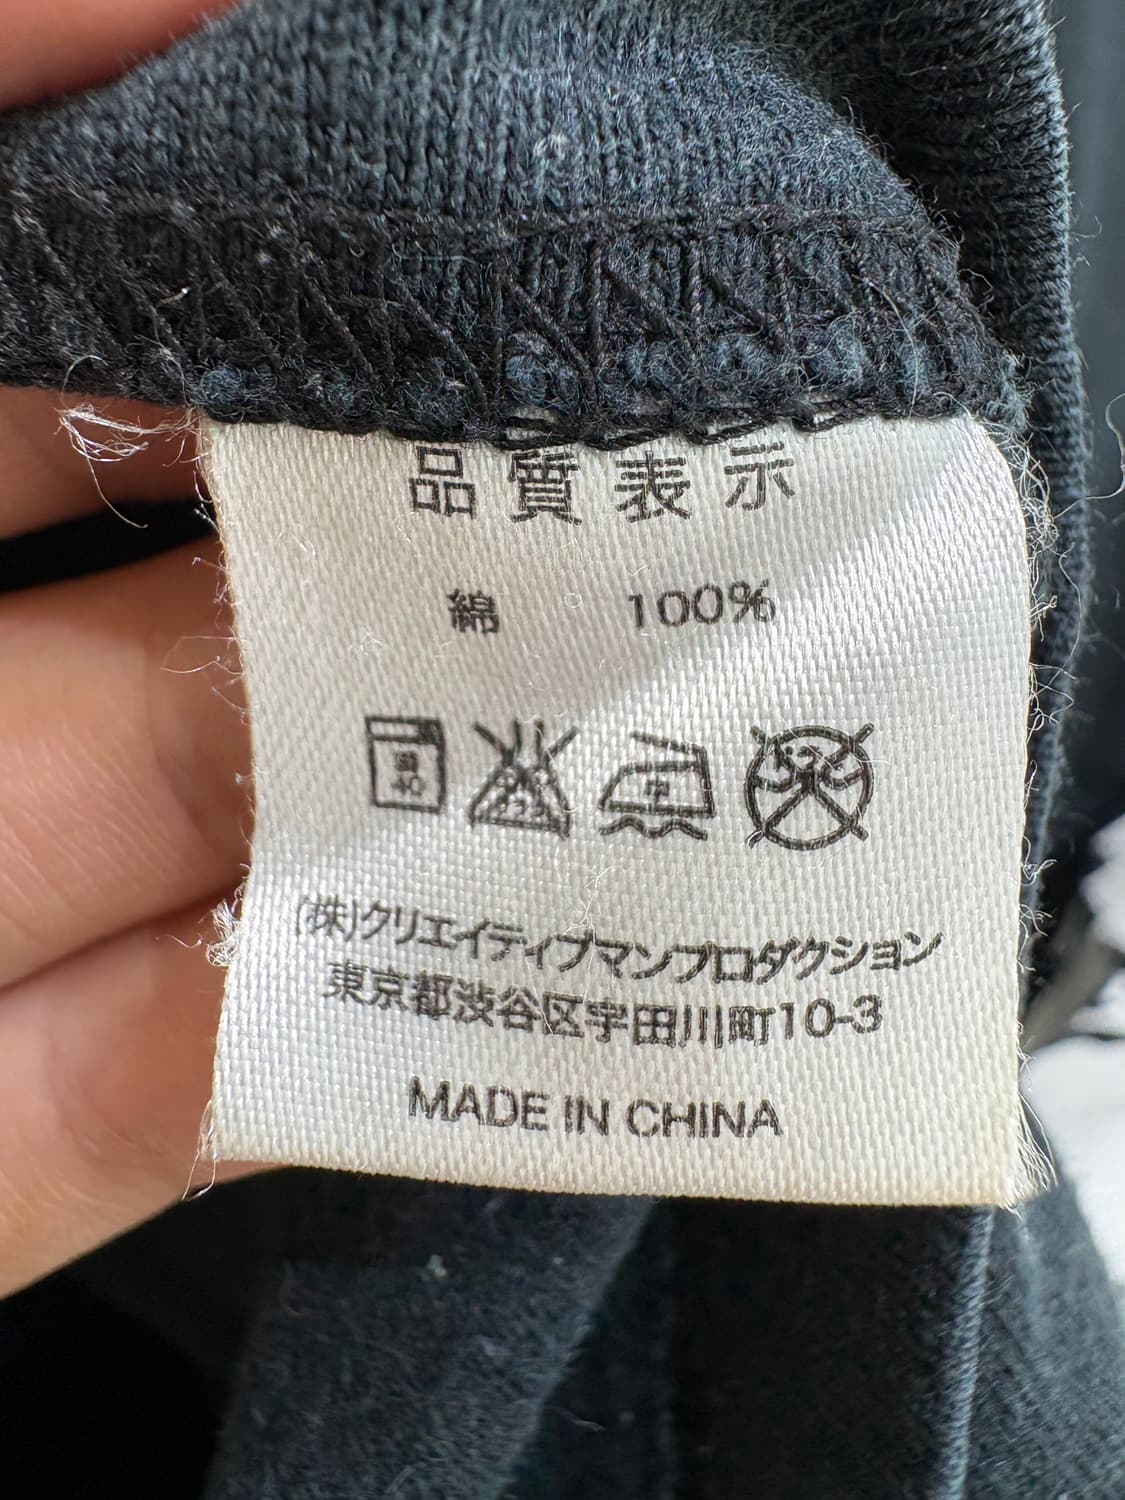 品質表示
綿 100%
40
中
(株)クリエイティブマンプロダクション
東京都渋谷区宇田川町10-3
MADE IN CHINA